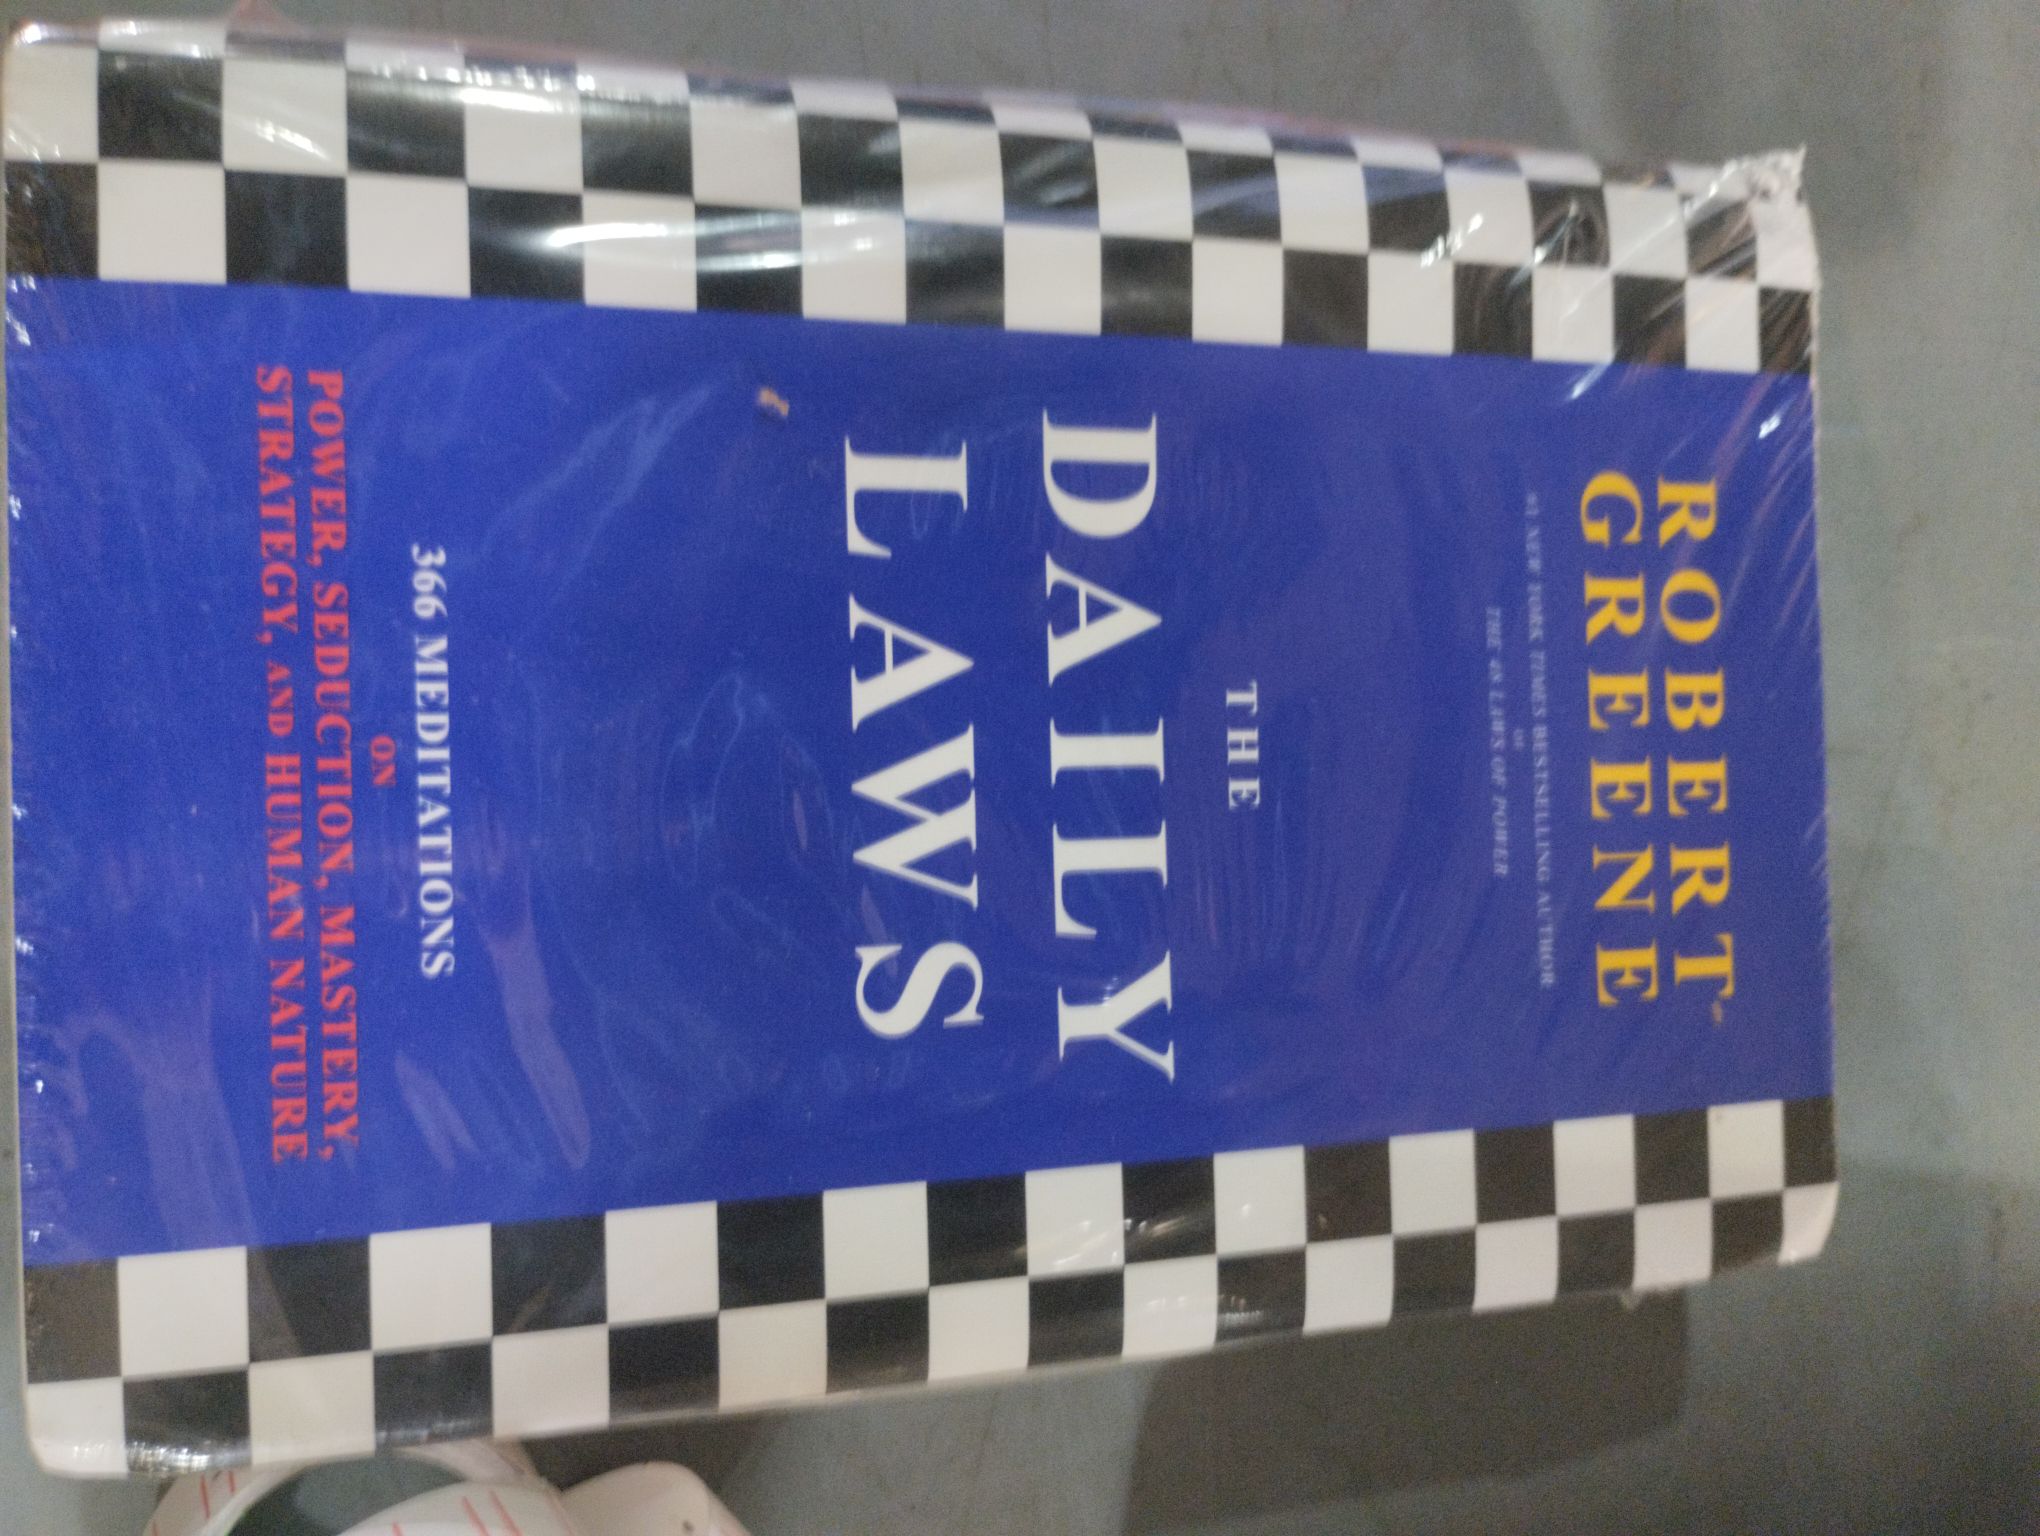 ROBERT
GREENE
#1 NEW YORK TIMES BESTSELLING AUTHOR
OF
THE 48 LAWS OF POWER
THE
DAILY
LAWS
366 MEDITATIONS
ON
POWER, SEDUCTION, MASTERY,
STRATEGY, AND HUMAN NATURE